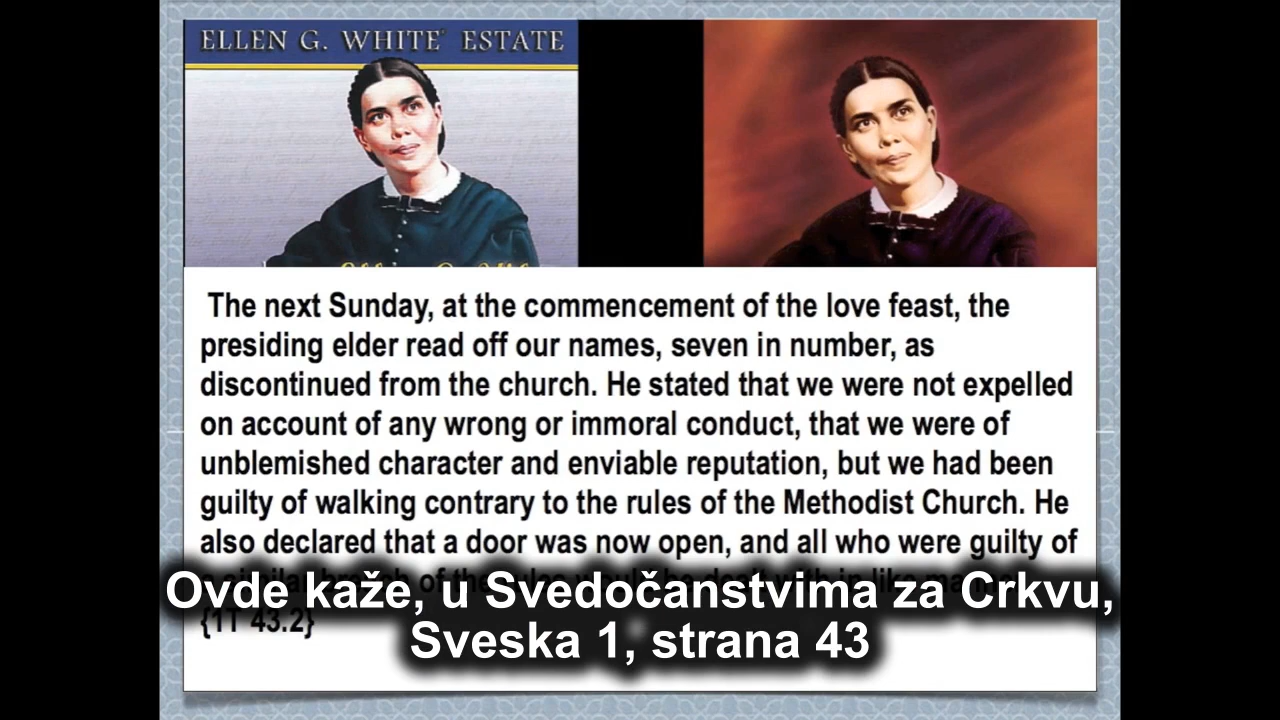 ELLEN G. WHITE® ESTATE
The next Sunday, at the commencement of the love feast, the
presiding elder read off our names, seven in number, as
discontinued from the church. He stated that we were not expelled
on account of any wrong or immoral conduct, that we were of
unblemished character and enviable reputation, but we had been
guilty of walking contrary to the rules of the Methodist Church. He
also declared that a door was now open, and all who were guilty of
{1T 43.2}
Ovde kaže, u Svedočanstvima za Crkvu,
Sveska 1, strana 43